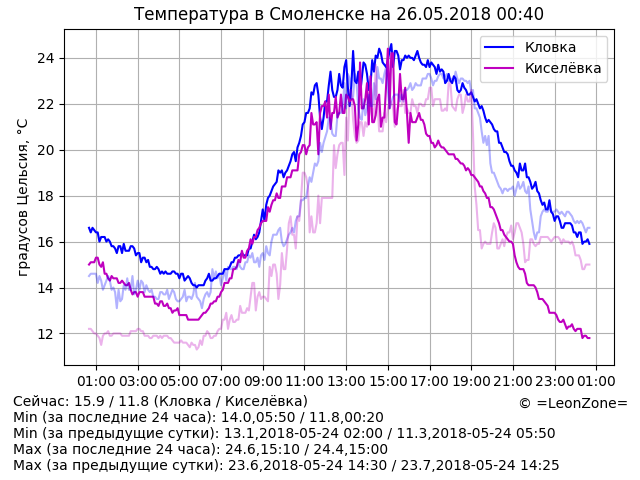 Температура в Смоленске на 26.05.2018 00:40
Кловка
Киселёвка
градусов Цельсия, °C
24
22
20
18
16
14
12
01:00 03:00 05:00 07:00 09:00 11:00 13:00 15:00 17:00 19:00 21:00 23:00 01:00
Сейчас: 15.9 / 11.8 (Кловка / Киселёвка)
© =LeonZone=
Min (за последние 24 часа): 14.0,05:50 / 11.8,00:20
Min (за предыдущие сутки): 13.1,2018-05-24 02:00 / 11.3,2018-05-24 05:50
Max (за последние 24 часа): 24.6,15:10 / 24.4,15:00
Max (за предыдущие сутки): 23.6,2018-05-24 14:30 / 23.7,2018-05-24 14:25